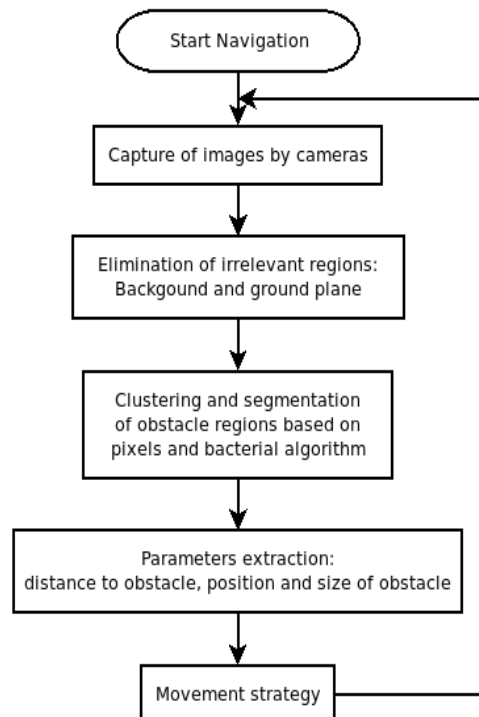 Start Navigation
Capture of images by cameras
Elimination of irrelevant regions:
Backgound and ground plane
Clustering and segmentation
of obstacle regions based on
pixels and bacterial algorithm
Parameters extraction:
distance to obstacle, position and size of obstacle
Movement strategy